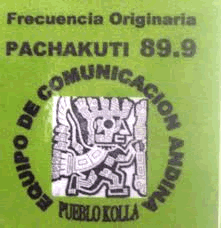 Frecuencia Originaria
PACHAKUTI 89.9
EQUIPO DE COMUNICACION ANDINA
PUEBLO KOLLA